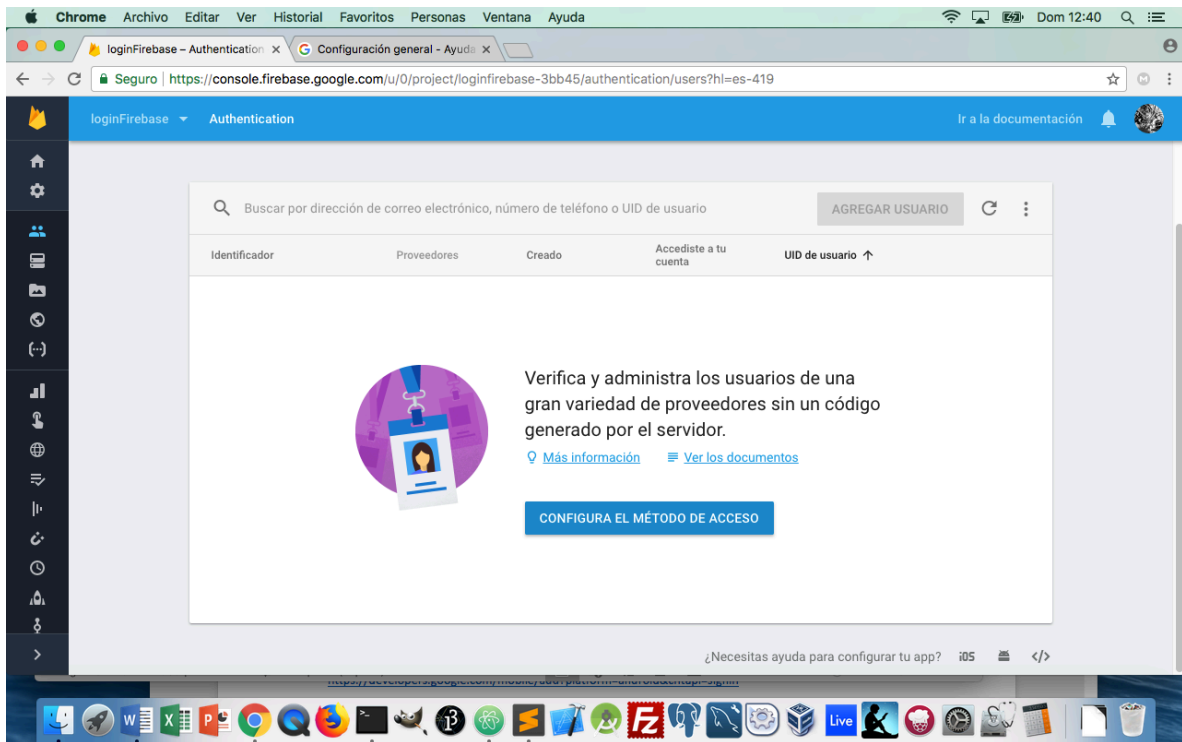 Chrome Archivo Editar Ver Historial Favoritos Personas Ventana Ayuda Dom 12:40
loginFirebase – Authentication Configuración general - Ayuda
Seguro | https://console.firebase.google.com/u/0/project/loginfirebase-3bb45/authentication/users?hl=es-419
loginFirebase Authentication Ir a la documentación
Buscar por dirección de correo electrónico, número de teléfono o UID de usuario AGREGAR USUARIO
Identificador Proveedores Creado Accediste a tu cuenta UID de usuario
Verifica y administra los usuarios de una
gran variedad de proveedores sin un código
generado por el servidor.
Más información Ver los documentos
CONFIGURA EL MÉTODO DE ACCESO
¿Necesitas ayuda para configurar tu app? iOS </>
Live